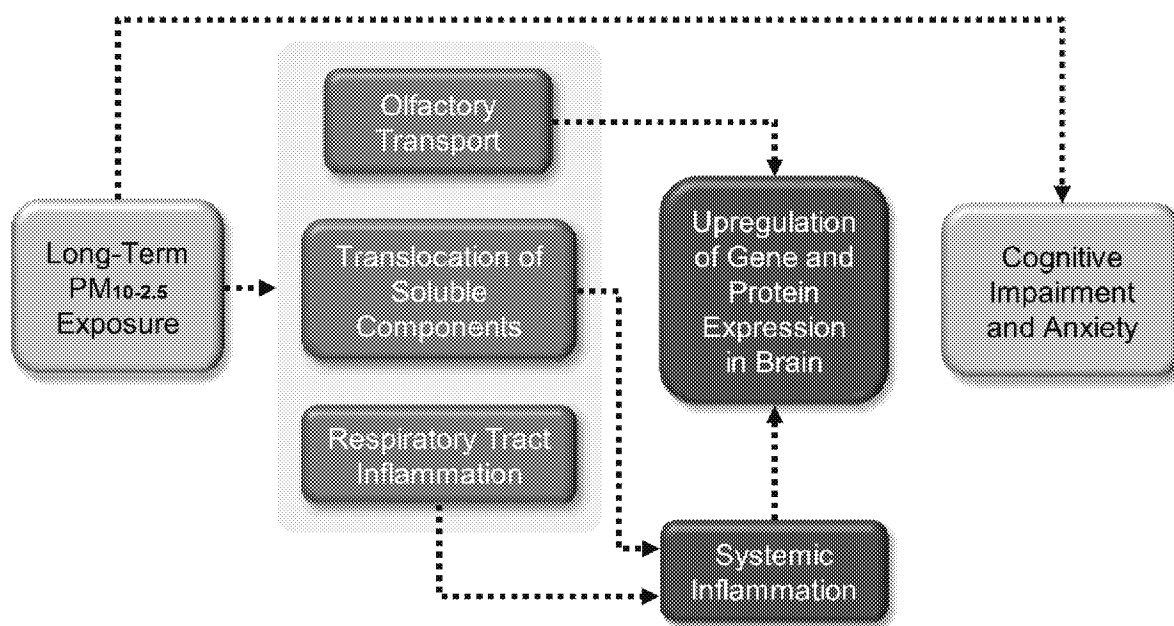 Long-Term
PM10-2.5
Exposure
Olfactory
Transport
Translocation of
Soluble
Components
Respiratory Tract
Inflammation
Upregulation
of Gene and
Protein
Expression
in Brain
Systemic
Inflammation
Cognitive
Impairment
and Anxiety